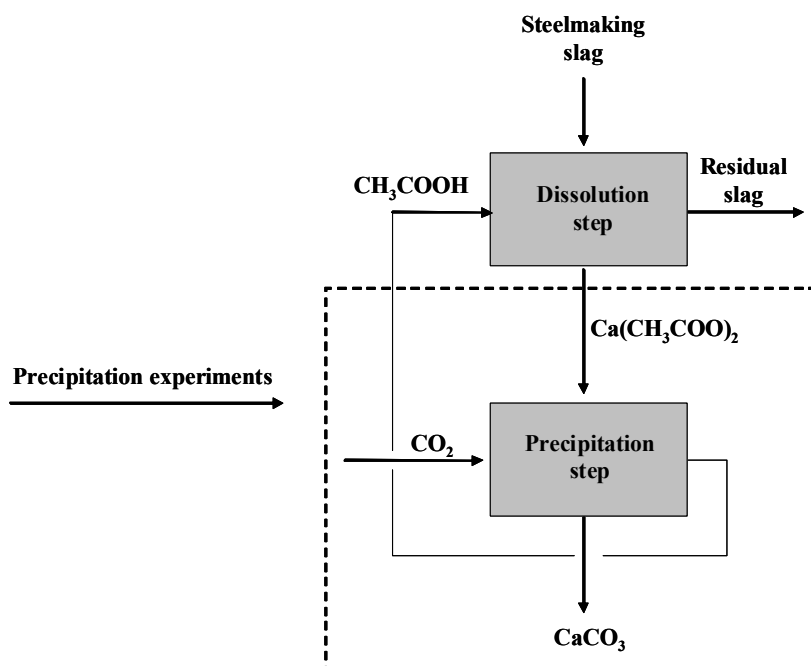 Steelmaking
slag
CH₃COOH
Dissolution
step
Residual
slag
Ca(CH₃COO)₂
Precipitation experiments
CO₂
Precipitation
step
CaCO₃